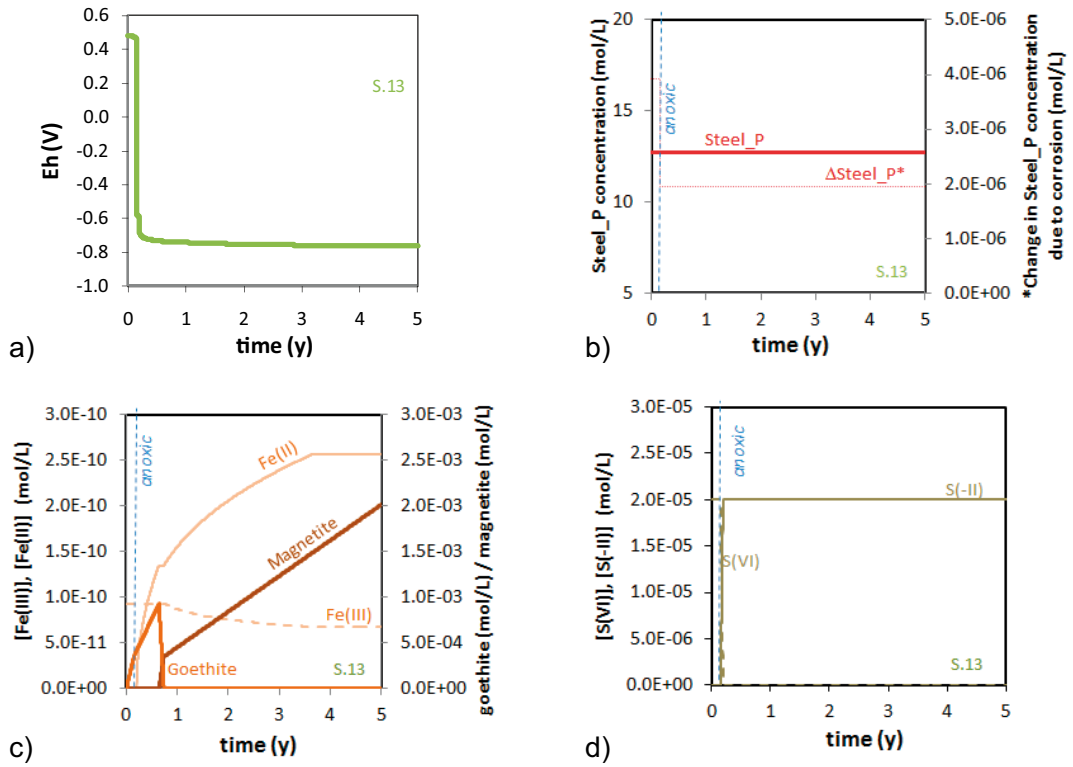 0.6
0.4
0.2
0.0
-0.2
-0.4
-0.6
-0.8
-1.0
Eh (V)
S.13
0 1 2 3 4 5
time (y)
a)
20
15
10
5
Steel_P concentration (mol/L)
anoxic
Steel_P
ΔSteel_P*
S.13
5.0E-06
4.0E-06
3.0E-06
2.0E-06
1.0E-06
0.0E+00
*Change in Steel_P concentration
due to corrosion (mol/L)
0 1 2 3 4 5
time (y)
b)
3.0E-10
2.5E-10
2.0E-10
1.5E-10
1.0E-10
5.0E-11
0.0E+00
[Fe(III)], [Fe(II)] (mol/L)
anoxic
Fe(II)
Magnetite
Fe(III)
Goethite
S.13
3.0E-03
2.5E-03
2.0E-03
1.5E-03
1.0E-03
5.0E-04
0.0E+00
goethite (mol/L) / magnetite (mol/L)
0 1 2 3 4 5
time (y)
c)
3.0E-05
2.5E-05
2.0E-05
1.5E-05
1.0E-05
5.0E-06
0.0E+00
[S(VI)], [S(-II)] (mol/L)
anoxic
S(-II)
S(VI)
S.13
0 1 2 3 4 5
time (y)
d)